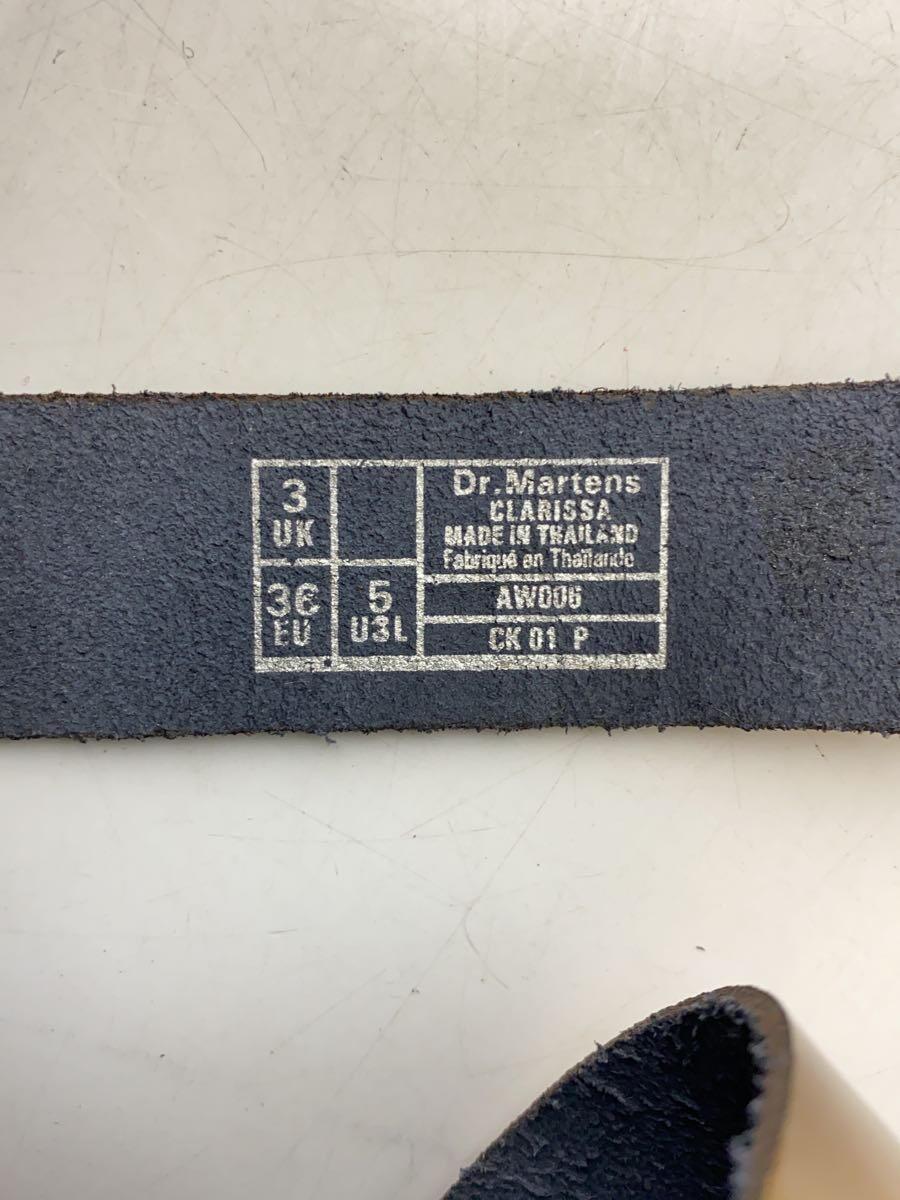 3
UK
36
EU
5
USL
Dr.Martens
CLARISSA
MADE IN THAILAND
Fabriqué en Thaïlande
AW006
CK 01 P